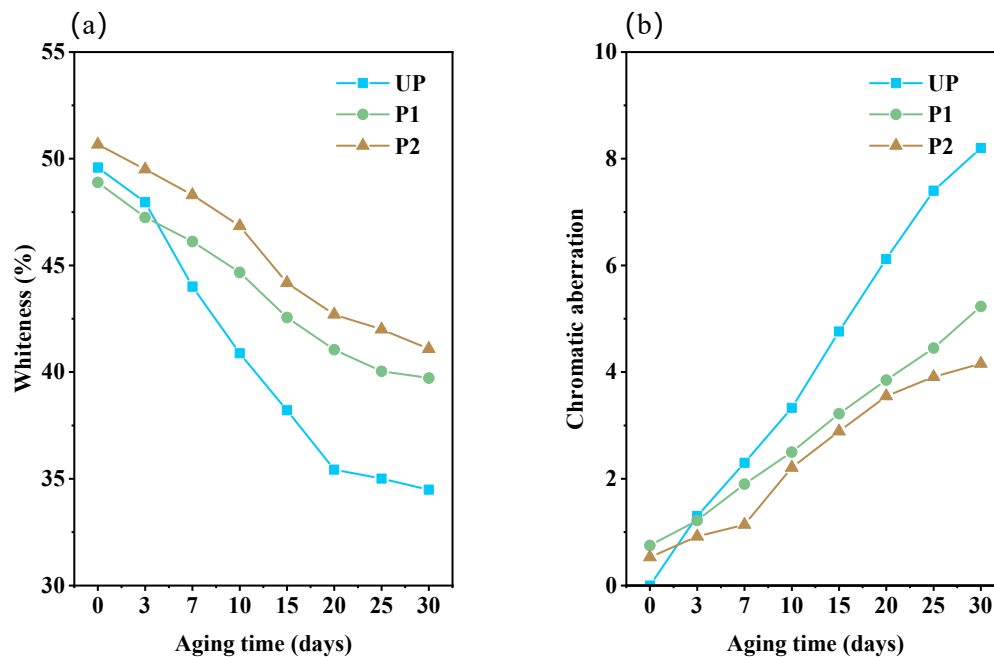 (a)
55
50
45
40
35
30
Whiteness (%)
UP
P1
P2
0 3 7 10 15 20 25 30
Aging time (days)
(b)
10
8
6
4
2
0
Chromatic aberration
UP
P1
P2
0 3 7 10 15 20 25 30
Aging time (days)